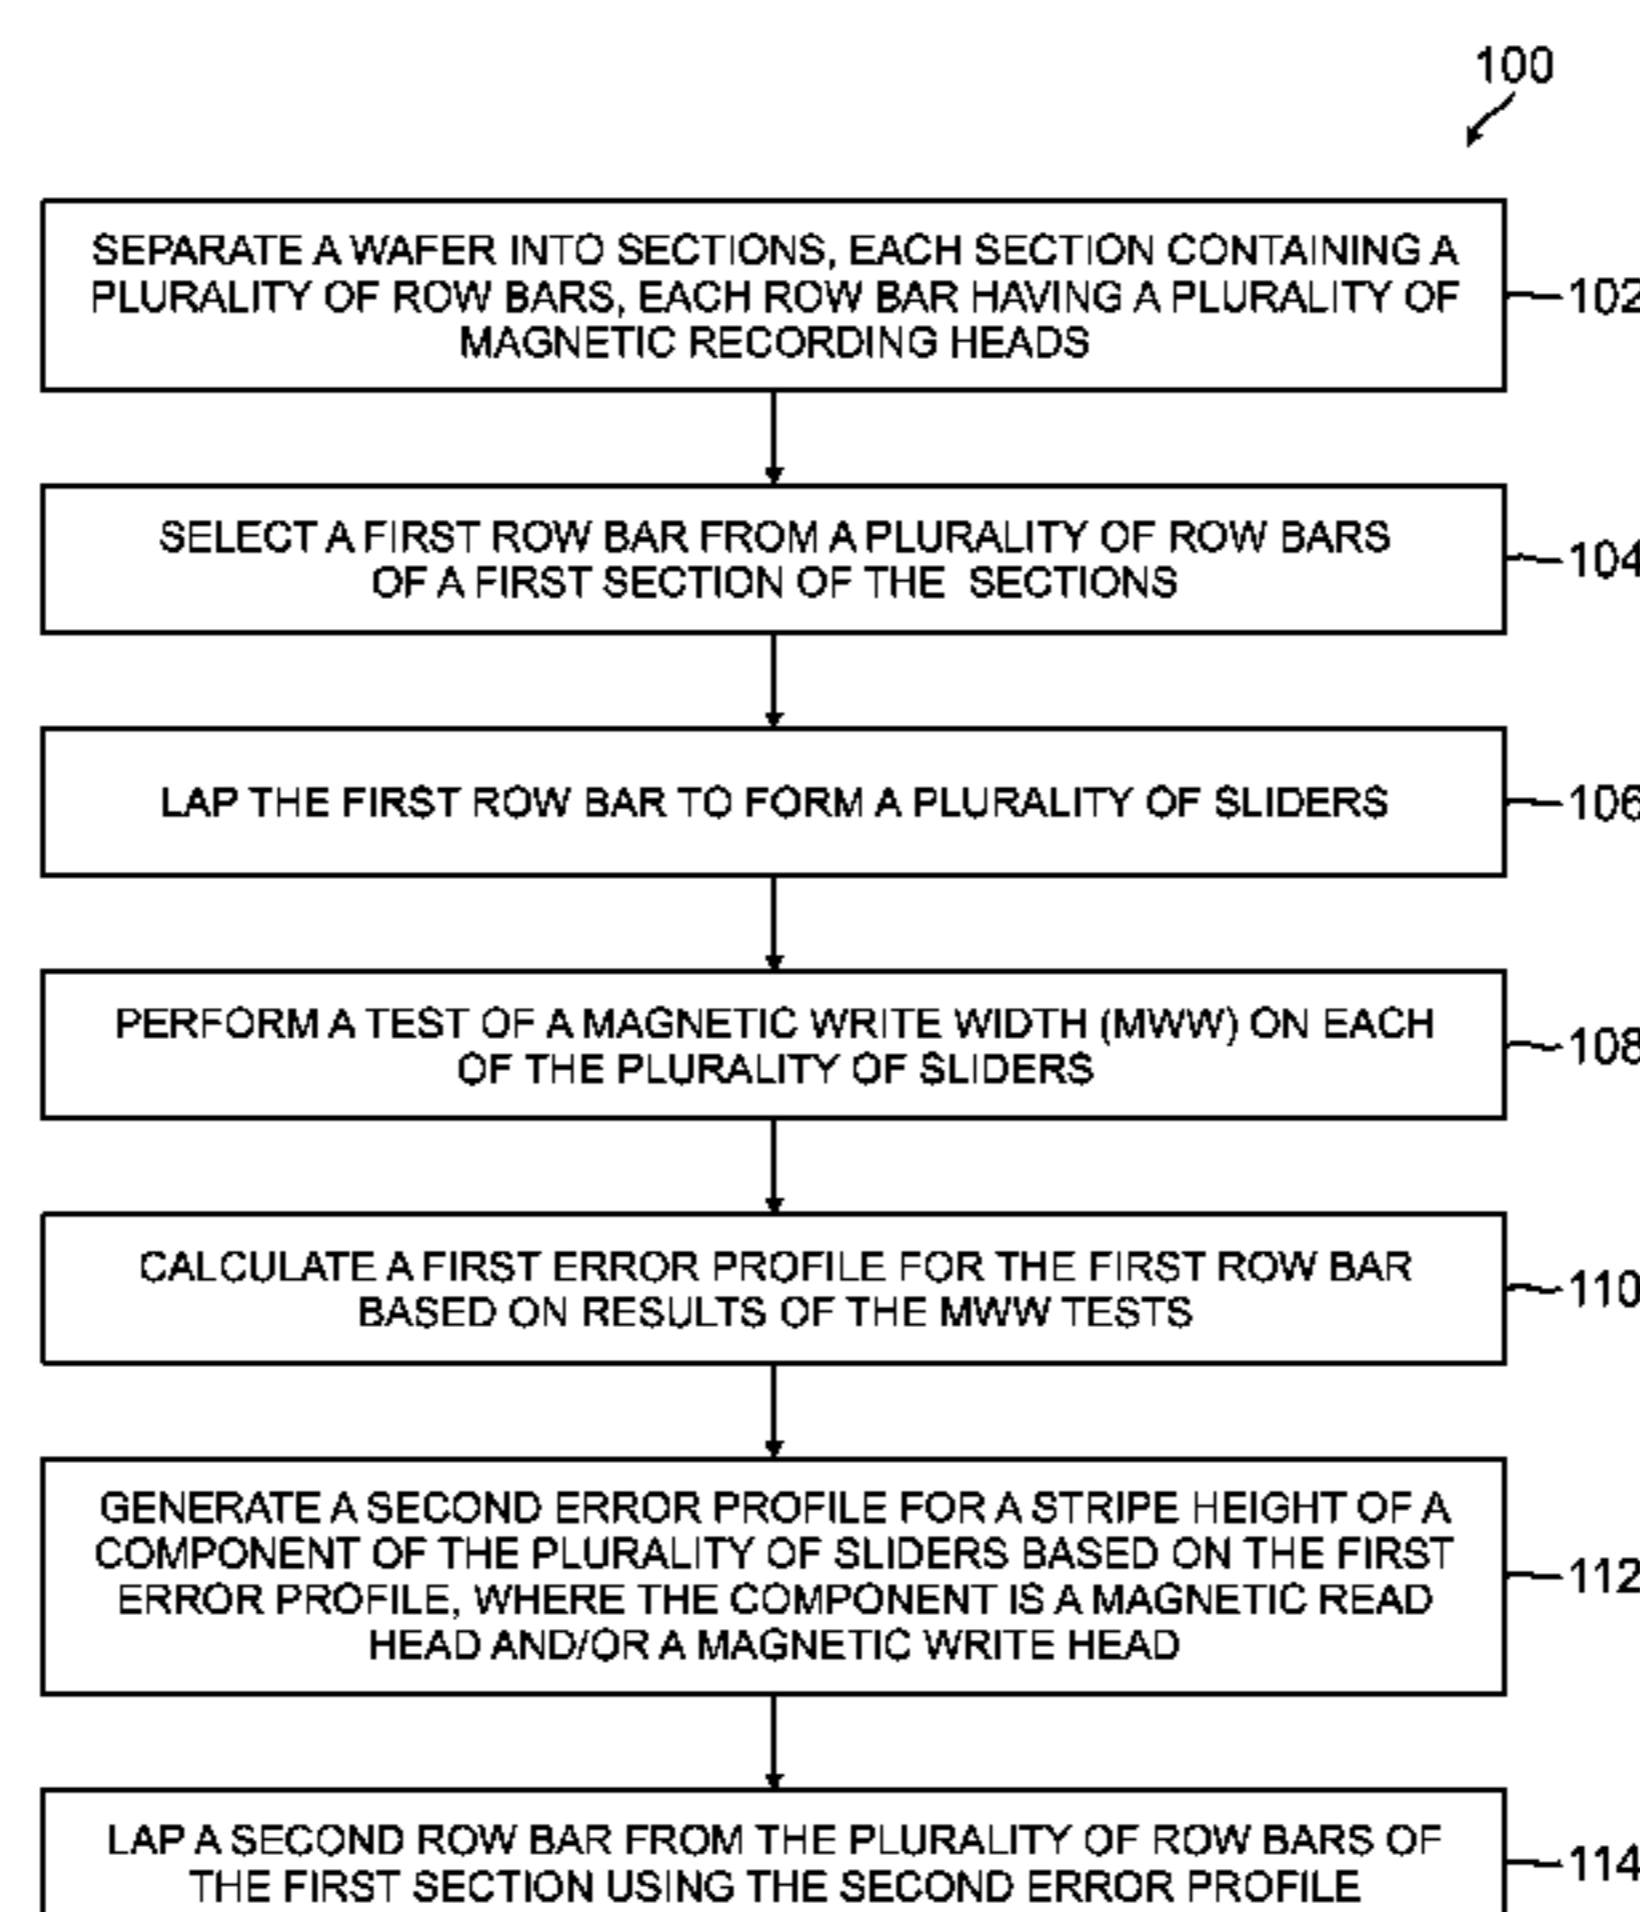 100
SEPARATE A WAFER INTO SECTIONS, EACH SECTION CONTAINING A
PLURALITY OF ROW BARS, EACH ROW BAR HAVING A PLURALITY OF
MAGNETIC RECORDING HEADS
102
SELECT A FIRST ROW BAR FROM A PLURALITY OF ROW BARS
OF A FIRST SECTION OF THE SECTIONS
104
LAP THE FIRST ROW BAR TO FORM A PLURALITY OF SLIDERS
106
PERFORM A TEST OF A MAGNETIC WRITE WIDTH (MWW) ON EACH
OF THE PLURALITY OF SLIDERS
108
CALCULATE A FIRST ERROR PROFILE FOR THE FIRST ROW BAR
BASED ON RESULTS OF THE MWW TESTS
110
GENERATE A SECOND ERROR PROFILE FOR A STRIPE HEIGHT OF A
COMPONENT OF THE PLURALITY OF SLIDERS BASED ON THE FIRST
ERROR PROFILE, WHERE THE COMPONENT IS A MAGNETIC READ
HEAD AND/OR A MAGNETIC WRITE HEAD
112
LAP A SECOND ROW BAR FROM THE PLURALITY OF ROW BARS OF
THE FIRST SECTION USING THE SECOND ERROR PROFILE
114